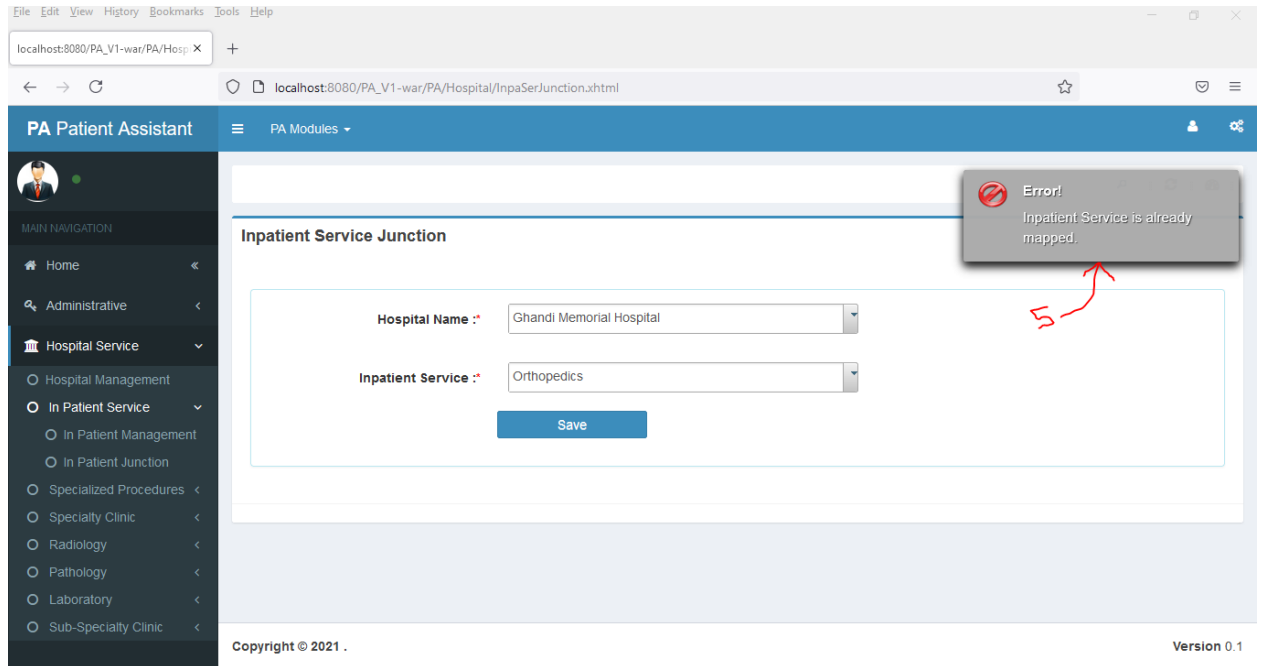 File Edit View History Bookmarks Tools Help
localhost:8080/PA_V1-war/PA/Hosp
localhost:8080/PA_V1-war/PA/Hospital/InpaSerJunction.xhtml
PA Patient Assistant
PA Modules
MAIN NAVIGATION
Home
Administrative
Hospital Service
Hospital Management
In Patient Service
In Patient Management
In Patient Junction
Specialized Procedures
Specialty Clinic
Radiology
Pathology
Laboratory
Sub-Specialty Clinic
Error!
Inpatient Service is already
mapped.
5
Inpatient Service Junction
Hospital Name :* Ghandi Memorial Hospital
Inpatient Service :* Orthopedics
Save
Copyright © 2021 .
Version 0.1